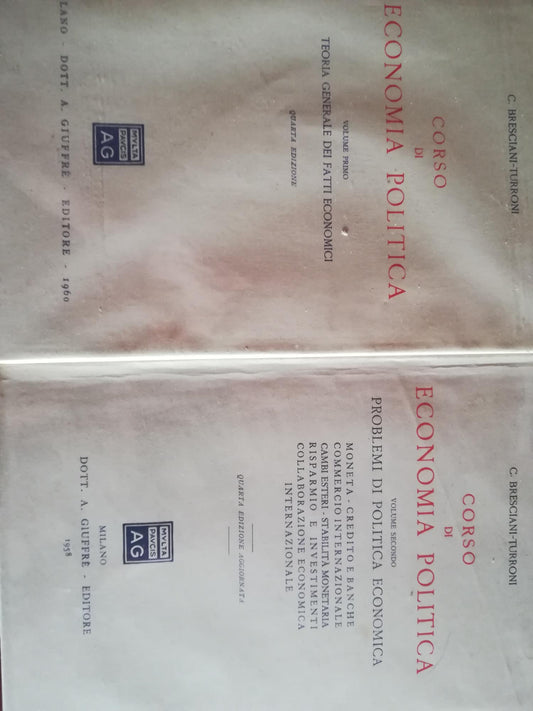 C. BRESCIANI-TURRONI
CORSO
DI
ECONOMIA POLITICA
VOLUME PRIMO
TEORIA GENERALE DEI FATTI ECONOMICI
QUARTA EDIZIONE
MVLTA
PAVCIS
AG
LANO - DOTT. A. GIUFFRÈ - EDITORE - 1960
C. BRESCIANI-TURRONI
CORSO
DI
ECONOMIA POLITICA
VOLUME SECONDO
PROBLEMI DI POLITICA ECONOMICA
MONETA - CREDITO E BANCHE
COMMERCIO INTERNAZIONALE
CAMBI ESTERI - STABILITÀ MONETARIA
RISPARMIO E INVESTIMENTI
COLLABORAZIONE ECONOMICA
INTERNAZIONALE
QUARTA EDIZIONE AGGIORNATA
MVLTA
PAVCIS
AG
MILANO
DOTT. A. GIUFFRÈ - EDITORE
1958